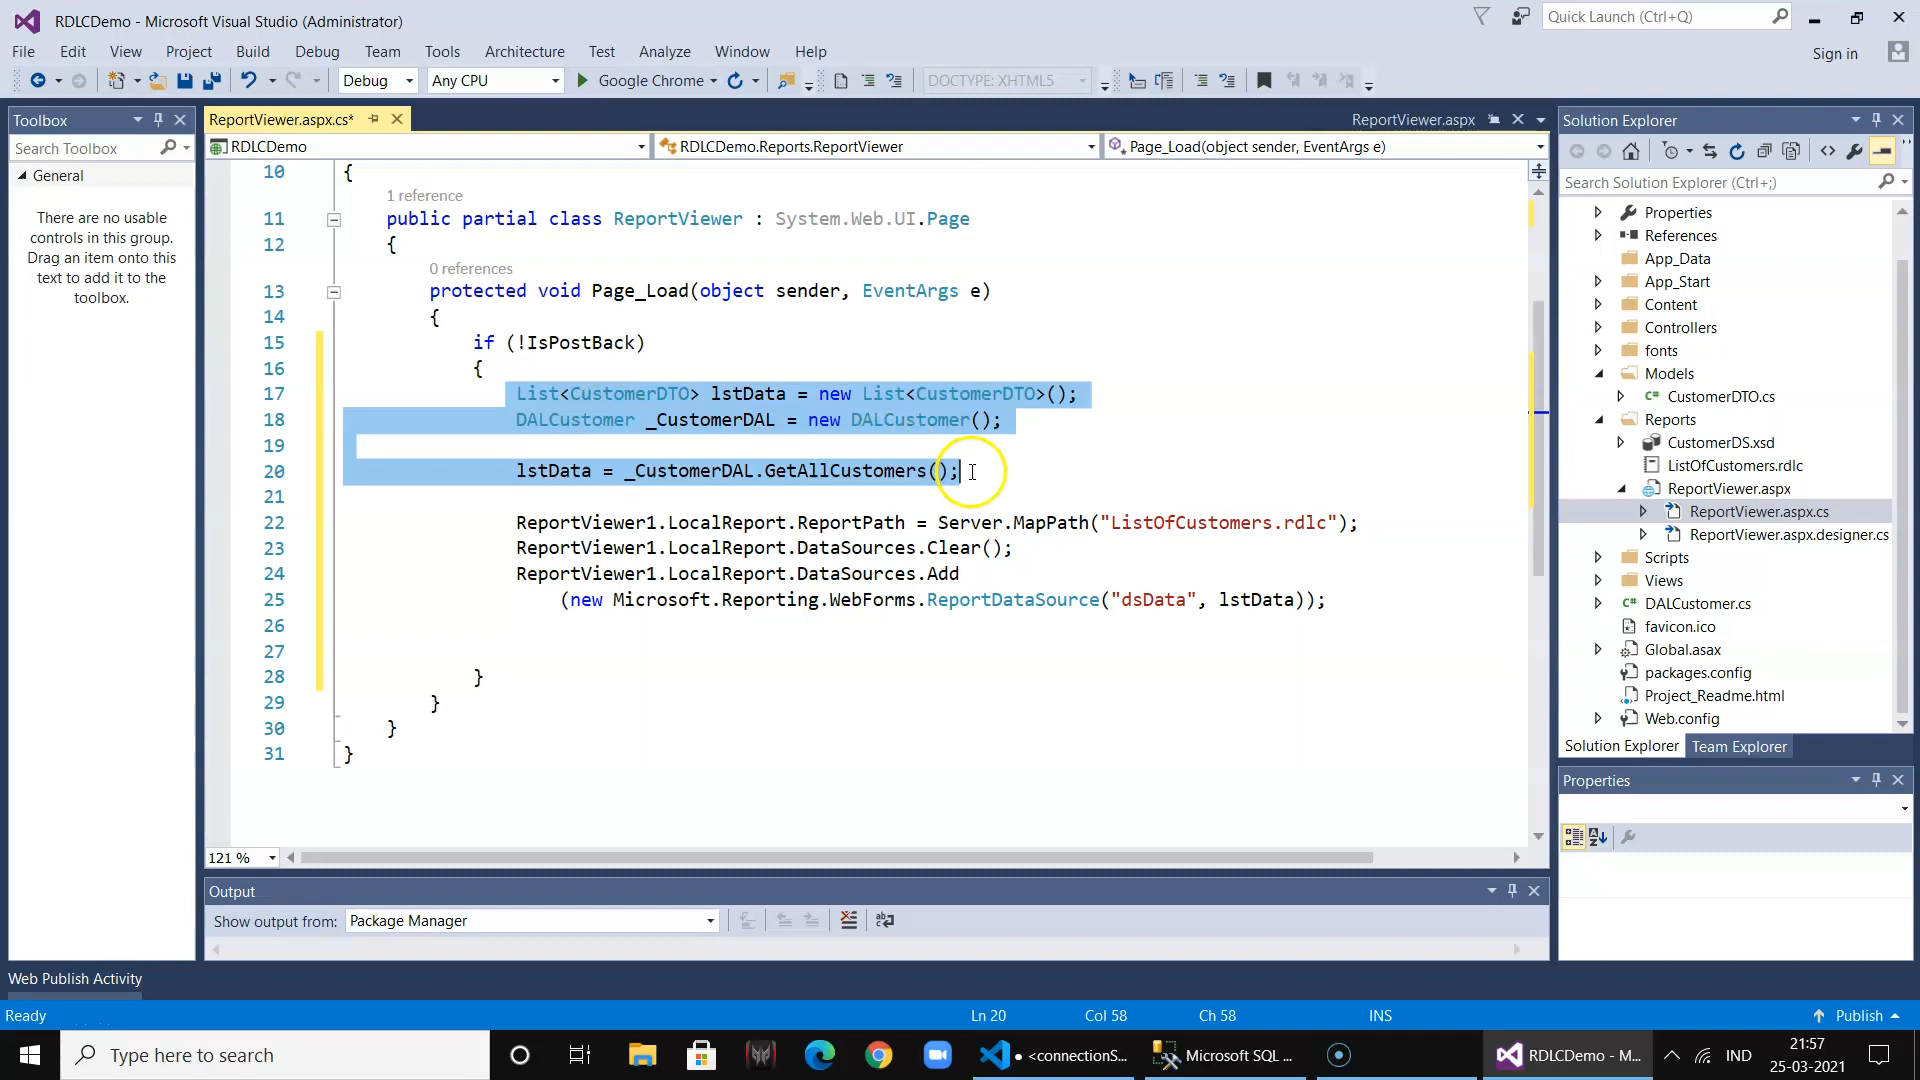 RDLCDemo - Microsoft Visual Studio (Administrator)
Quick Launch (Ctrl+Q)
File Edit View Project Build Debug Team Tools Architecture Test Analyze Window Help
Sign in
Debug Any CPU Google Chrome DOCTYPE: XHTML5
Toolbox
Search Toolbox
General
There are no usable
controls in this group.
Drag an item onto this
text to add it to the
toolbox.
ReportViewer.aspx.cs*
ReportViewer.aspx
RDLCDemo
RDLCDemo.Reports.ReportViewer
Page_Load(object sender, EventArgs e)
10 {
1 reference
11 public partial class ReportViewer : System.Web.UI.Page
12 {
0 references
13 protected void Page_Load(object sender, EventArgs e)
14 {
15 if (!IsPostBack)
16 {
17 List<CustomerDTO> lstData = new List<CustomerDTO>();
18 DALCustomer _CustomerDAL = new DALCustomer();
19
20 lstData = _CustomerDAL.GetAllCustomers();
21
22 ReportViewer1.LocalReport.ReportPath = Server.MapPath("ListOfCustomers.rdlc");
23 ReportViewer1.LocalReport.DataSources.Clear();
24 ReportViewer1.LocalReport.DataSources.Add
25 (new Microsoft.Reporting.WebForms.ReportDataSource("dsData", lstData));
26
27
28 }
29 }
30 }
31 }
121 %
Output
Show output from: Package Manager
Solution Explorer
Search Solution Explorer (Ctrl+;)
Properties
References
App_Data
App_Start
Content
Controllers
fonts
Models
C# CustomerDTO.cs
Reports
CustomerDS.xsd
ListOfCustomers.rdlc
ReportViewer.aspx
ReportViewer.aspx.cs
ReportViewer.aspx.designer.cs
Scripts
Views
C# DALCustomer.cs
favicon.ico
Global.asax
packages.config
Project_Readme.html
Web.config
Solution Explorer Team Explorer
Properties
Web Publish Activity
Ready Ln 20 Col 58 Ch 58 INS Publish
Type here to search
<connectionS...
Microsoft SQL ...
RDLCDemo - M...
IND
21:57
25-03-2021